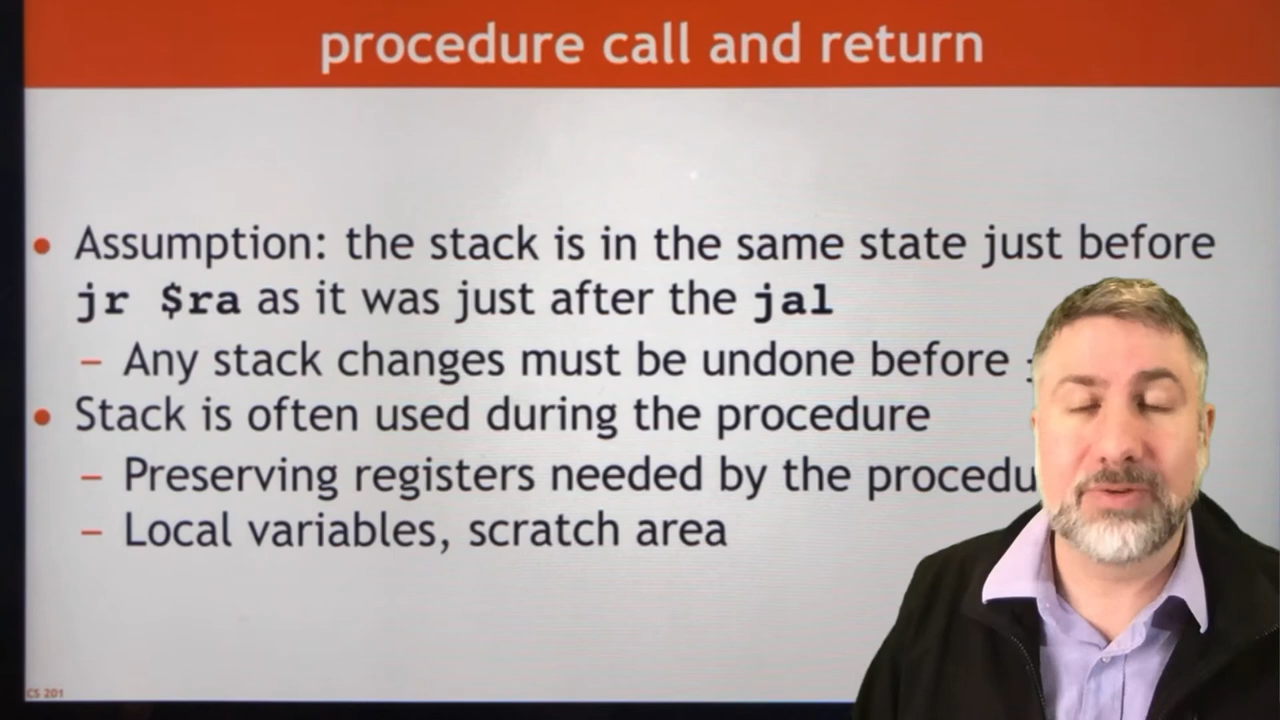 procedure call and return
• Assumption: the stack is in the same state just before
jr $ra as it was just after the jal
– Any stack changes must be undone before
• Stack is often used during the procedure
– Preserving registers needed by the
– Local variables, scratch area
CS 201